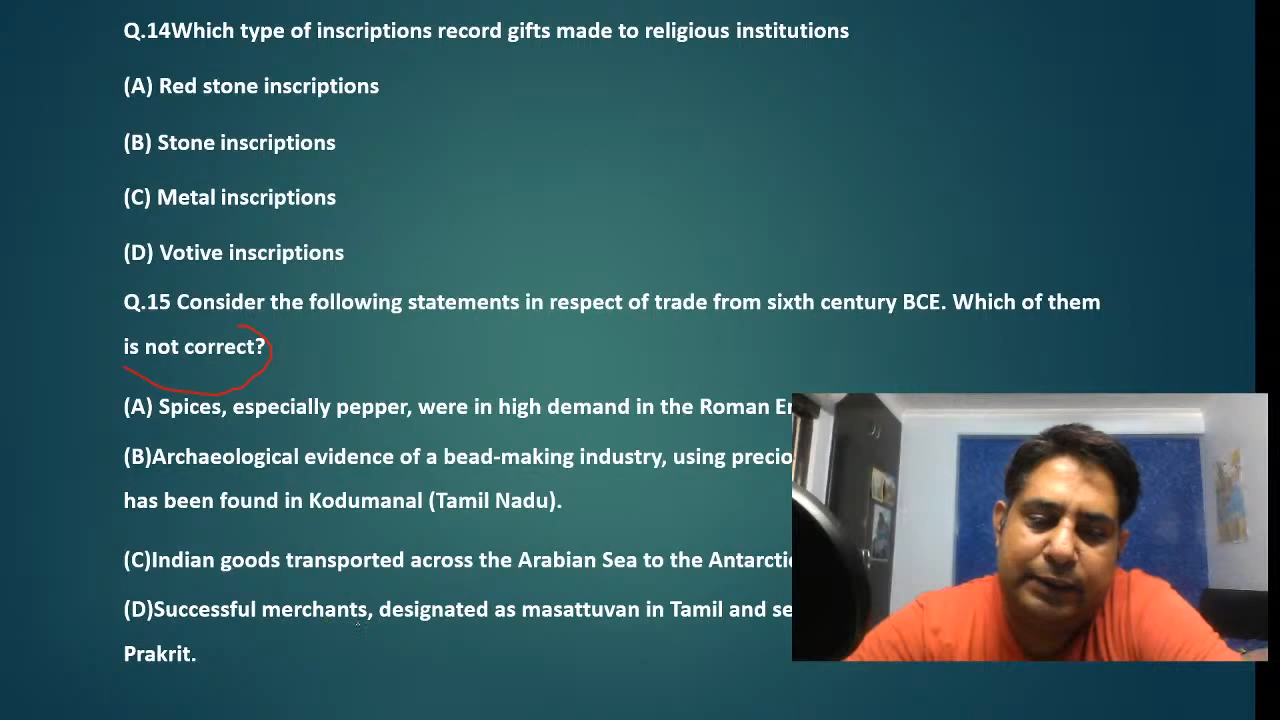 Q.14Which type of inscriptions record gifts made to religious institutions
(A) Red stone inscriptions
(B) Stone inscriptions
(C) Metal inscriptions
(D) Votive inscriptions
Q.15 Consider the following statements in respect of trade from sixth century BCE. Which of them
is not correct?
(A) Spices, especially pepper, were in high demand in the Roman
(B)Archaeological evidence of a bead-making industry, using
has been found in Kodumanal (Tamil Nadu).
(C)Indian goods transported across the Arabian Sea to the
(D)Successful merchants, designated as masattuvan in Tamil and
Prakrit.